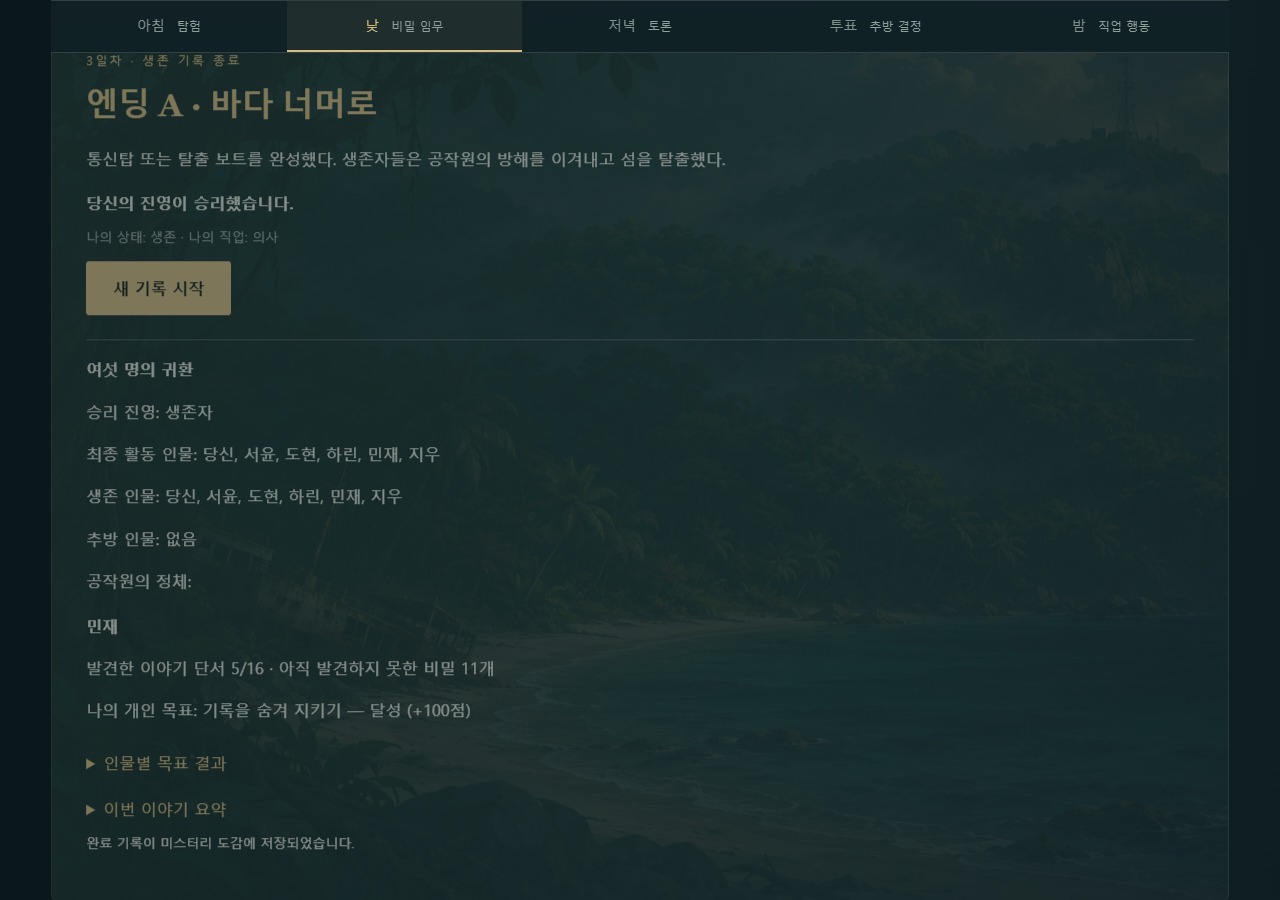 아침 탐험
낮 비밀 임무
저녁 토론
투표 추방 결정
밤 직업 행동
3일차 · 생존 기록 종료
엔딩 A · 바다 너머로
통신탑 또는 탈출 보트를 완성했다. 생존자들은 공작원의 방해를 이겨내고 섬을 탈출했다.
당신의 진영이 승리했습니다.
나의 상태: 생존 · 나의 직업: 의사
새 기록 시작
여섯 명의 귀환
승리 진영: 생존자
최종 활동 인물: 당신, 서윤, 도현, 하린, 민재, 지우
생존 인물: 당신, 서윤, 도현, 하린, 민재, 지우
추방 인물: 없음
공작원의 정체:
민재
발견한 이야기 단서 5/16 · 아직 발견하지 못한 비밀 11개
나의 개인 목표: 기록을 숨겨 지키기 — 달성 (+100점)
▶ 인물별 목표 결과
▶ 이번 이야기 요약
완료 기록이 미스터리 도감에 저장되었습니다.